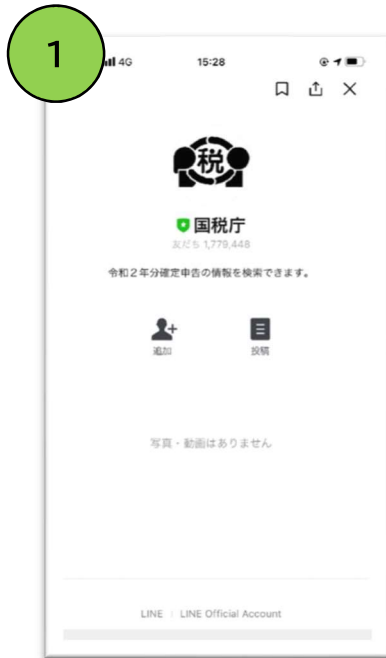 1
4G 15:28
税
国税庁
友だち 1,779,448
令和2年分確定申告の情報を検索できます。
追加 投稿
写真・動画はありません
LINE | LINE Official Account